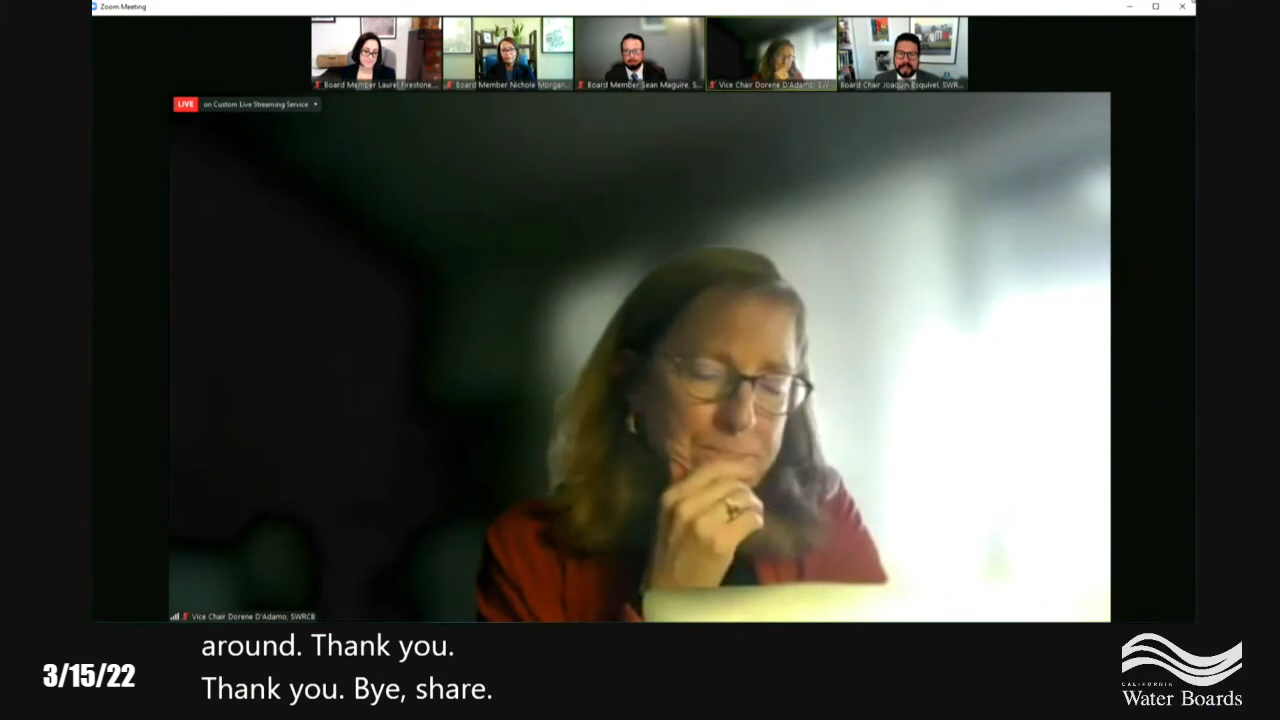 Zoom Meeting
Board Member Laurel Firestone...
Board Member Nichole Morgan...
Board Member Sean Maguire, S...
Vice Chair Dorene D'Adamo, SW...
Board Chair Joaquin Esquivel, SWR...
LIVE on Custom Live Streaming Service
Vice Chair Dorene D'Adamo, SWRCB
around. Thank you.
Thank you. Bye, share.
3/15/22
CALIFORNIA
Water Boards